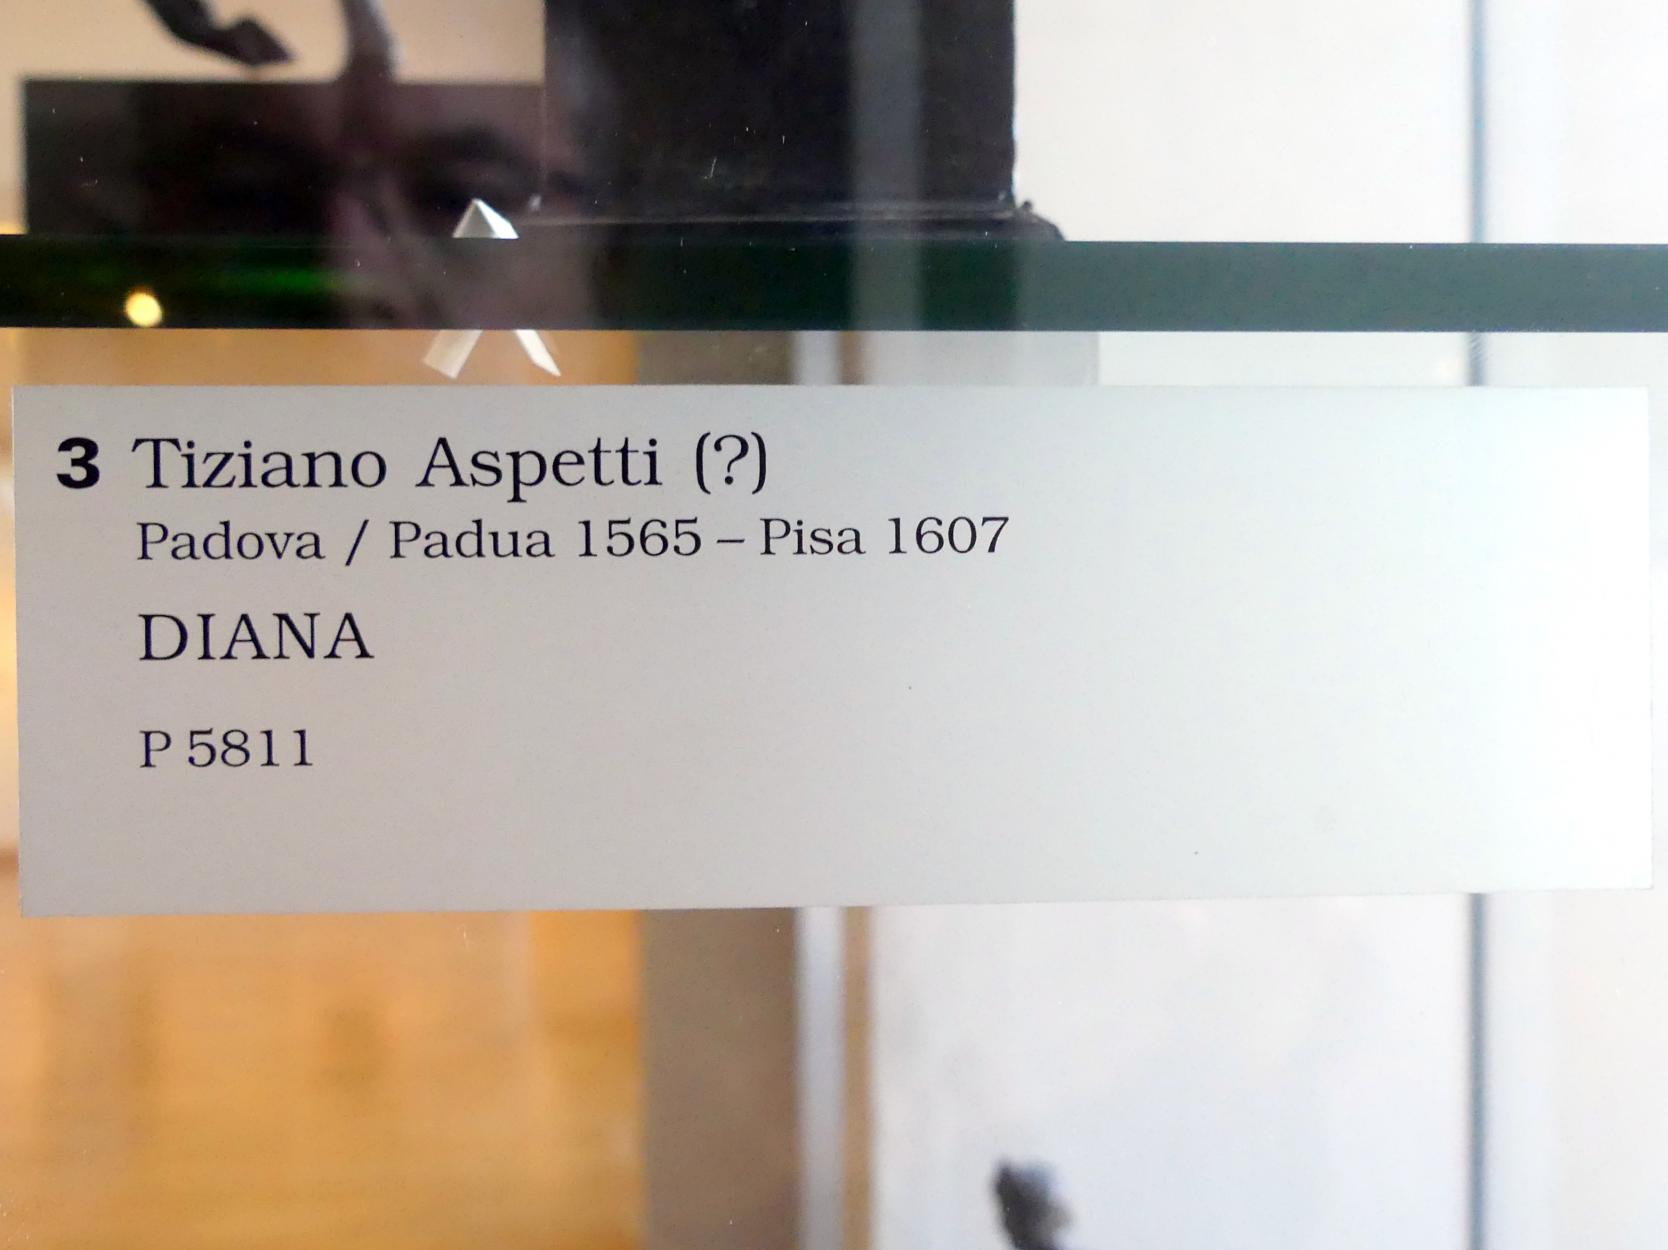 3 Tiziano Aspetti (?)
Padova / Padua 1565 – Pisa 1607
DIANA
P 5811